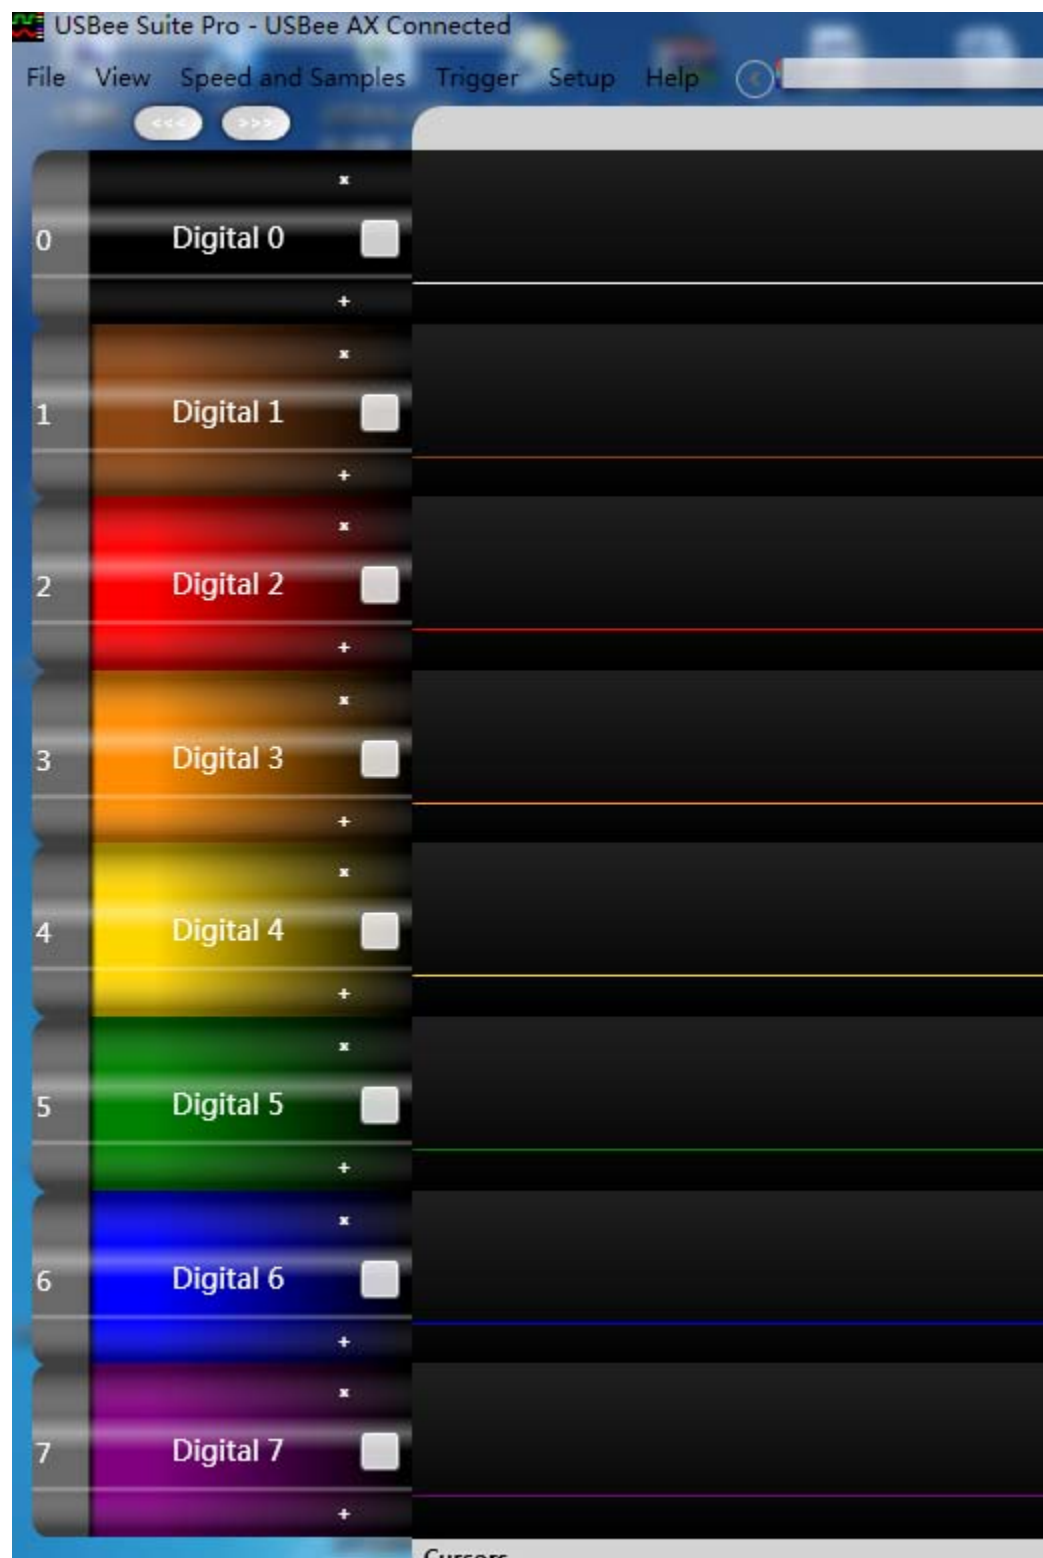 USBee Suite Pro - USBee AX Connected
File View Speed and Samples Trigger Setup Help <
<<< >>>
x
0 Digital 0
+
x
1 Digital 1
+
x
2 Digital 2
+
x
3 Digital 3
+
x
4 Digital 4
+
x
5 Digital 5
+
x
6 Digital 6
+
x
7 Digital 7
+
Cursors